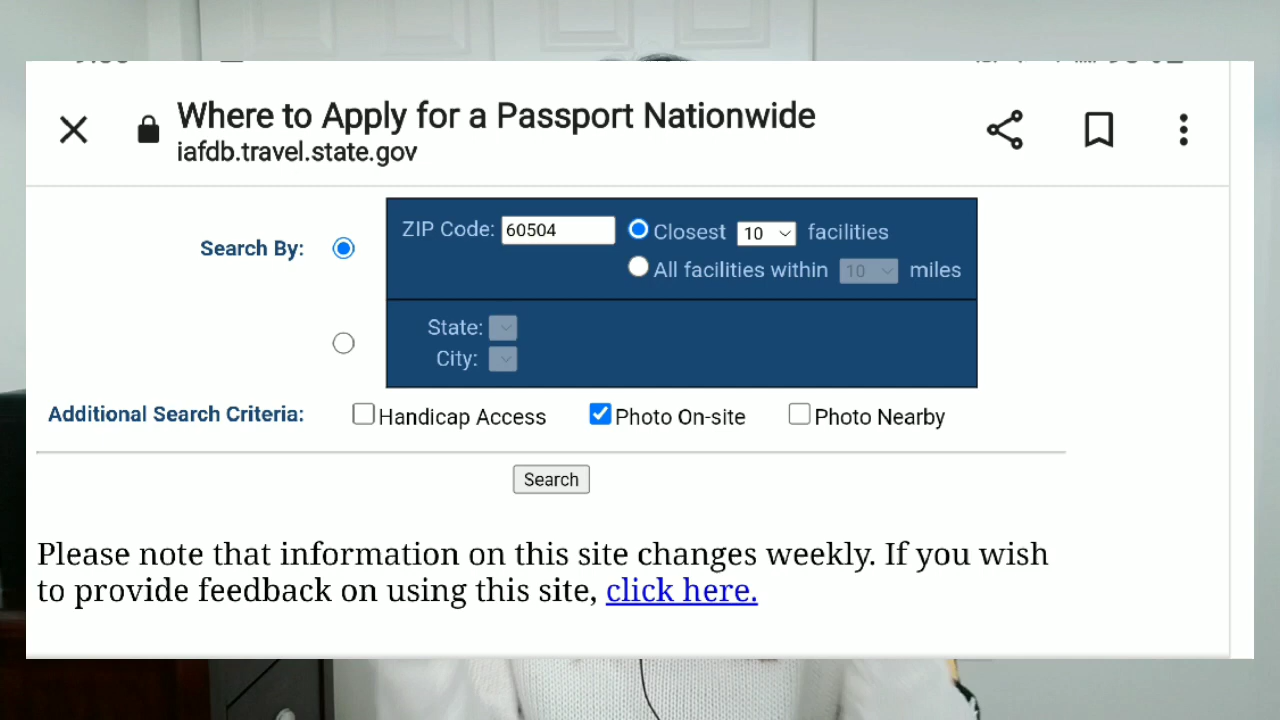 Where to Apply for a Passport Nationwide
iafdb.travel.state.gov
ZIP Code: 60504 Closest 10 facilities
Search By:
All facilities within 10 miles
State:
City:
Additional Search Criteria: Handicap Access Photo On-site Photo Nearby
Search
Please note that information on this site changes weekly. If you wish
to provide feedback on using this site, click here.